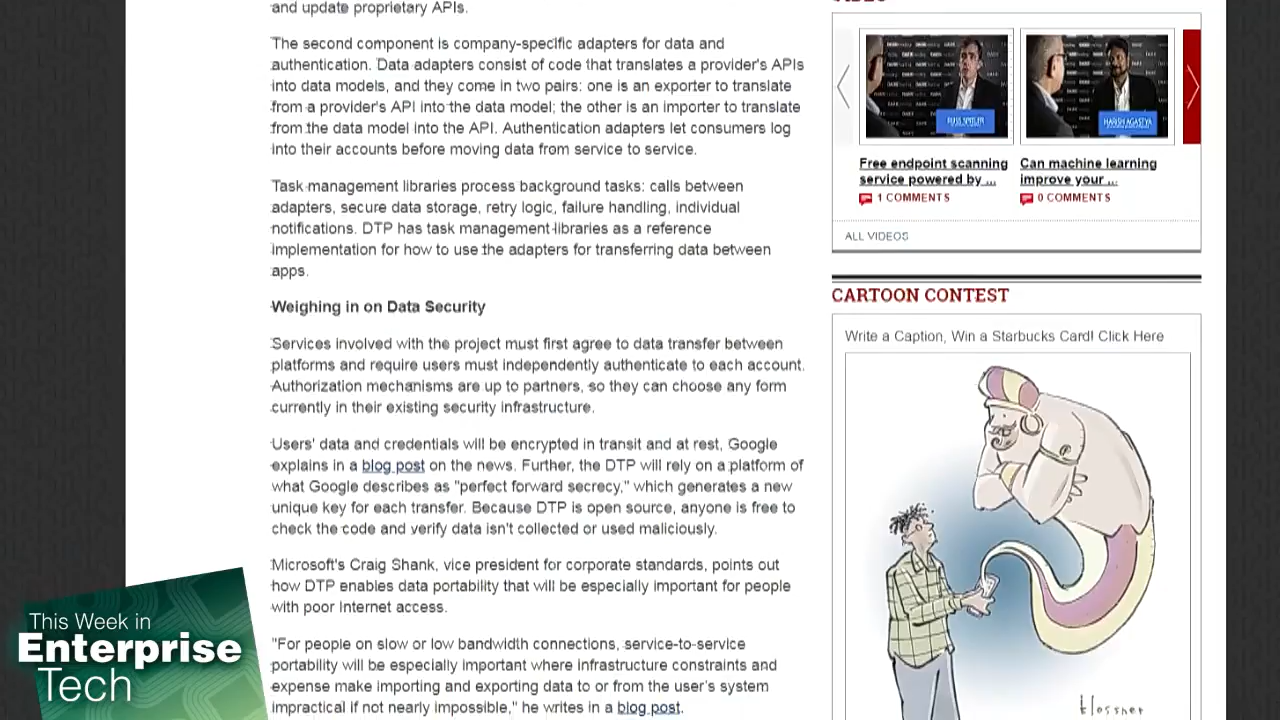 and update proprietary APIs.
The second component is company-specific adapters for data and
authentication. Data adapters consist of code that translates a provider's APIs
into data models, and they come in two pairs: one is an exporter to translate
from a provider's API into the data model; the other is an importer to translate
from the data model into the API. Authentication adapters let consumers log
into their accounts before moving data from service to service.
Task management libraries process background tasks: calls between
adapters, secure data storage, retry logic, failure handling, individual
notifications. DTP has task management libraries as a reference
implementation for how to use the adapters for transferring data between
apps.
Weighing in on Data Security
Services involved with the project must first agree to data transfer between
platforms and require users must independently authenticate to each account.
Authorization mechanisms are up to partners, so they can choose any form
currently in their existing security infrastructure.
Users' data and credentials will be encrypted in transit and at rest, Google
explains in a blog post on the news. Further, the DTP will rely on a platform of
what Google describes as "perfect forward secrecy," which generates a new
unique key for each transfer. Because DTP is open source, anyone is free to
check the code and verify data isn't collected or used maliciously.
Microsoft's Craig Shank, vice president for corporate standards, points out
how DTP enables data portability that will be especially important for people
with poor Internet access.
"For people on slow or low bandwidth connections, service-to-service
portability will be especially important where infrastructure constraints and
expense make importing and exporting data to or from the user's system
impractical if not nearly impossible," he writes in a blog post.
HARISH AGASTYA
Free endpoint scanning
service powered by ...
1 COMMENTS
Can machine learning
improve your ...
0 COMMENTS
ALL VIDEOS
CARTOON CONTEST
Write a Caption, Win a Starbucks Card! Click Here
klossner
This Week in
Enterprise
Tech